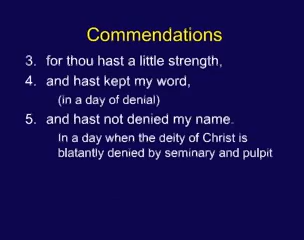 Commendations
3. for thou hast a little strength,
4. and hast kept my word,
(in a day of denial)
5. and hast not denied my name.
In a day when the deity of Christ is
blatantly denied by seminary and pulpit